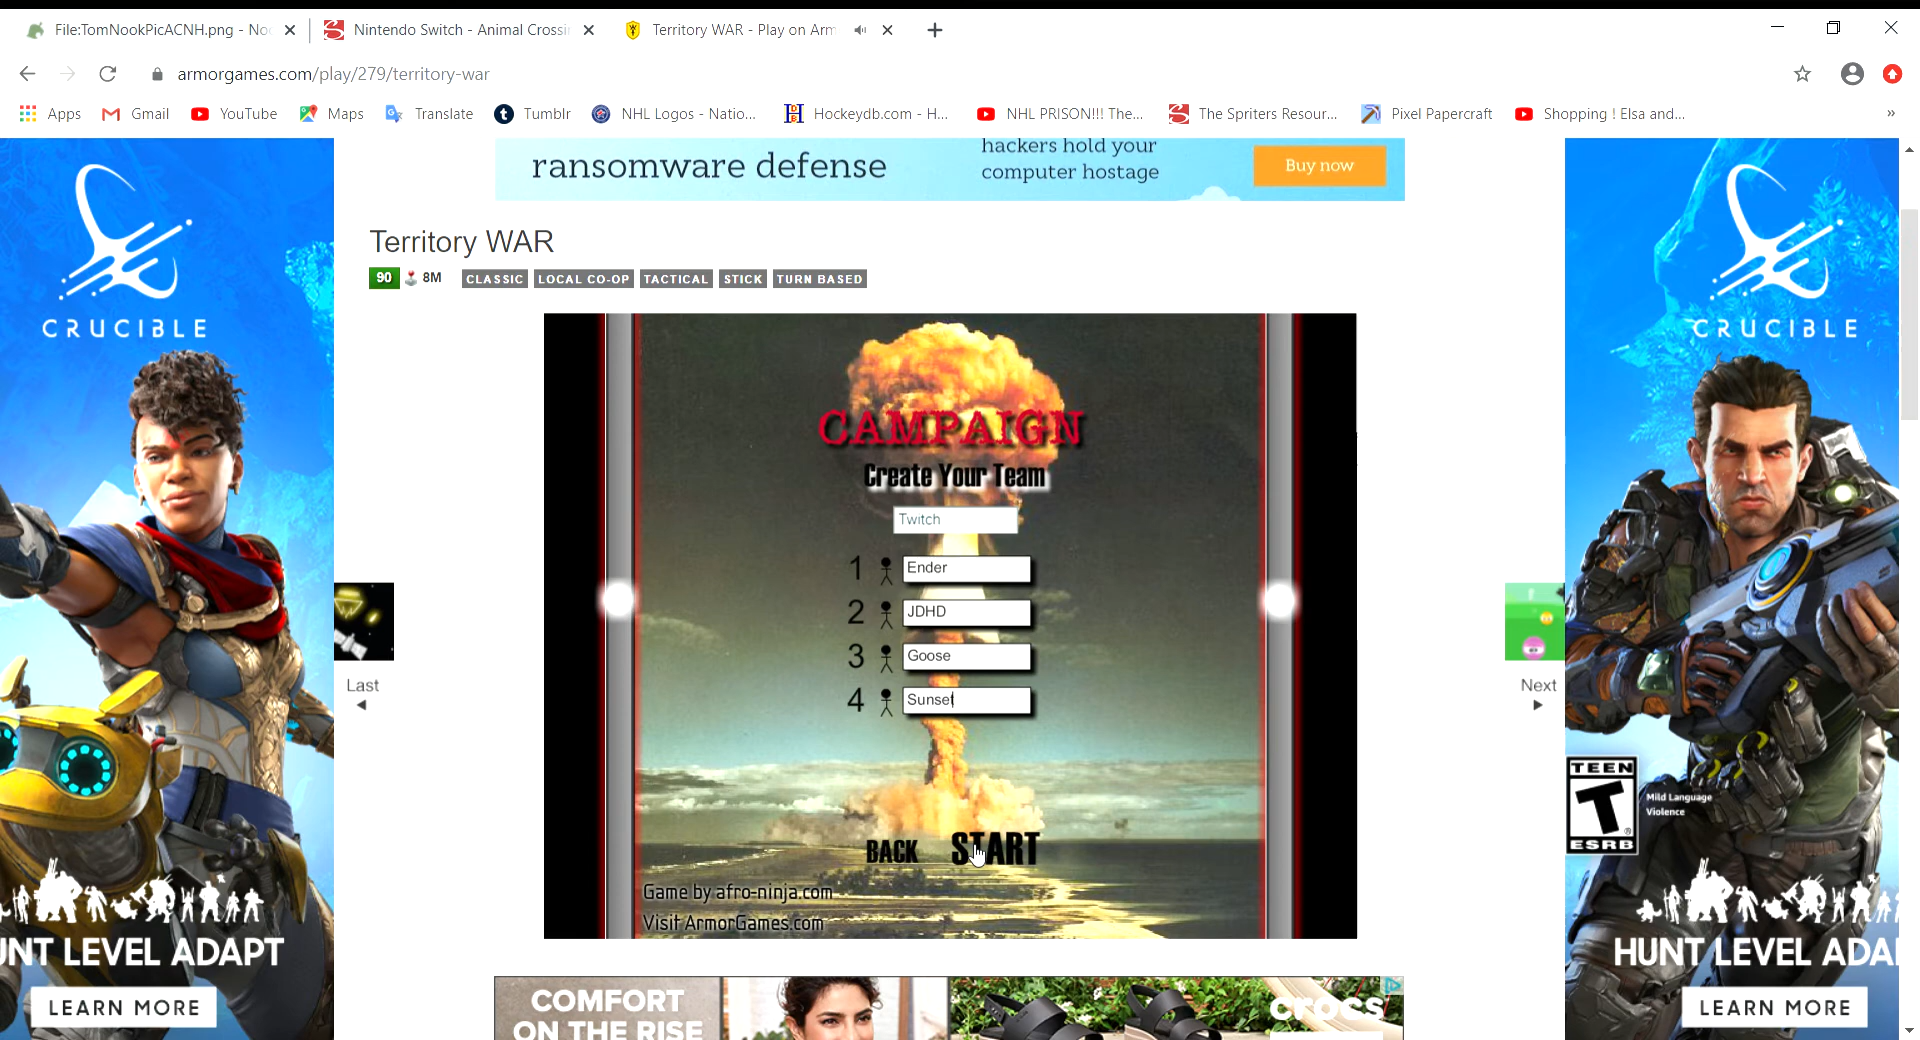 File:TomNookPicACNH.png - No
Nintendo Switch - Animal Crossi
Territory WAR - Play on Arm
armorgames.com/play/279/territory-war
Apps
Gmail
YouTube
Maps
Translate
Tumblr
NHL Logos - Natio...
Hockeydb.com - H...
NHL PRISON!!! The...
The Spriters Resour...
Pixel Papercraft
Shopping ! Elsa and...
»
ransomware defense
hackers hold your
computer hostage
Buy now
CRUCIBLE
CRUCIBLE
Territory WAR
90
8M
CLASSIC
LOCAL CO-OP
TACTICAL
STICK
TURN BASED
CAMPAIGN
Create Your Team
Twitch
1 Ender
2 JDHD
3 Goose
4 Sunset
BACK START
Game by afro-ninja.com
Visit ArmorGames.com
Last
Next
TEEN
T
ESRB
Mild Language
Violence
UNT LEVEL ADAPT
LEARN MORE
HUNT LEVEL ADA
LEARN MORE
COMFORT
ON THE RISE
crocs